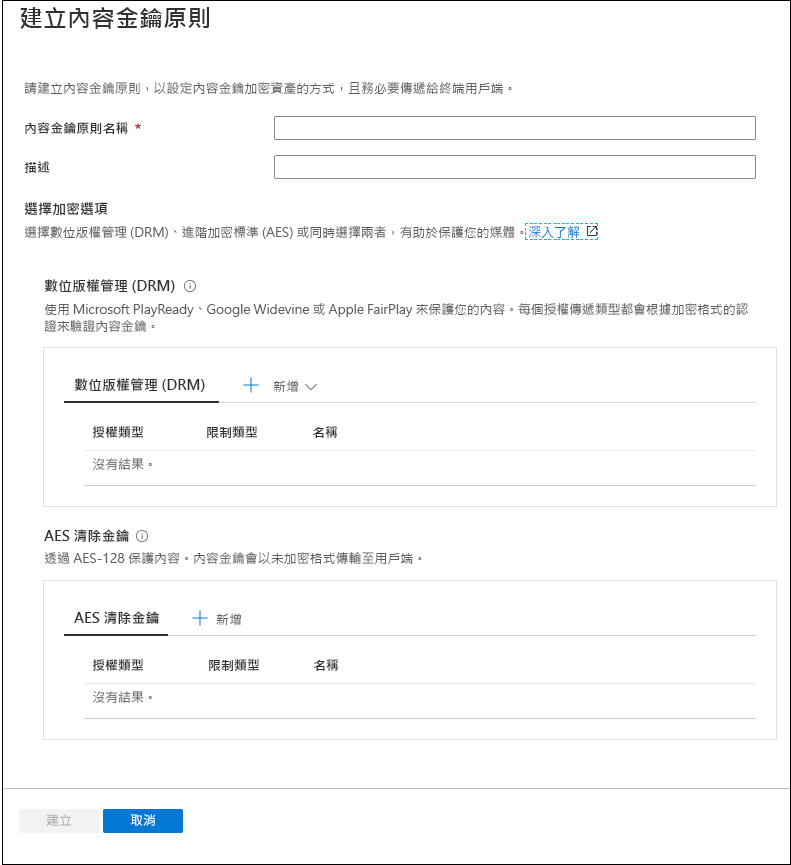 建立內容金鑰原則
請建立內容金鑰原則，以設定內容金鑰加密資產的方式，且務必要傳遞給終端用戶端。
內容金鑰原則名稱 *
描述
選擇加密選項
選擇數位版權管理 (DRM)、進階加密標準 (AES) 或同時選擇兩者，有助於保護您的媒體。深入了解
數位版權管理 (DRM)
使用 Microsoft PlayReady、Google Widevine 或 Apple FairPlay 來保護您的內容。每個授權傳遞類型都會根據加密格式的認
證來驗證內容金鑰。
數位版權管理 (DRM) 新增
授權類型 限制類型 名稱
沒有結果。
AES 清除金鑰
透過 AES-128 保護內容。內容金鑰會以未加密格式傳輸至用戶端。
AES 清除金鑰 新增
授權類型 限制類型 名稱
沒有結果。
建立 取消